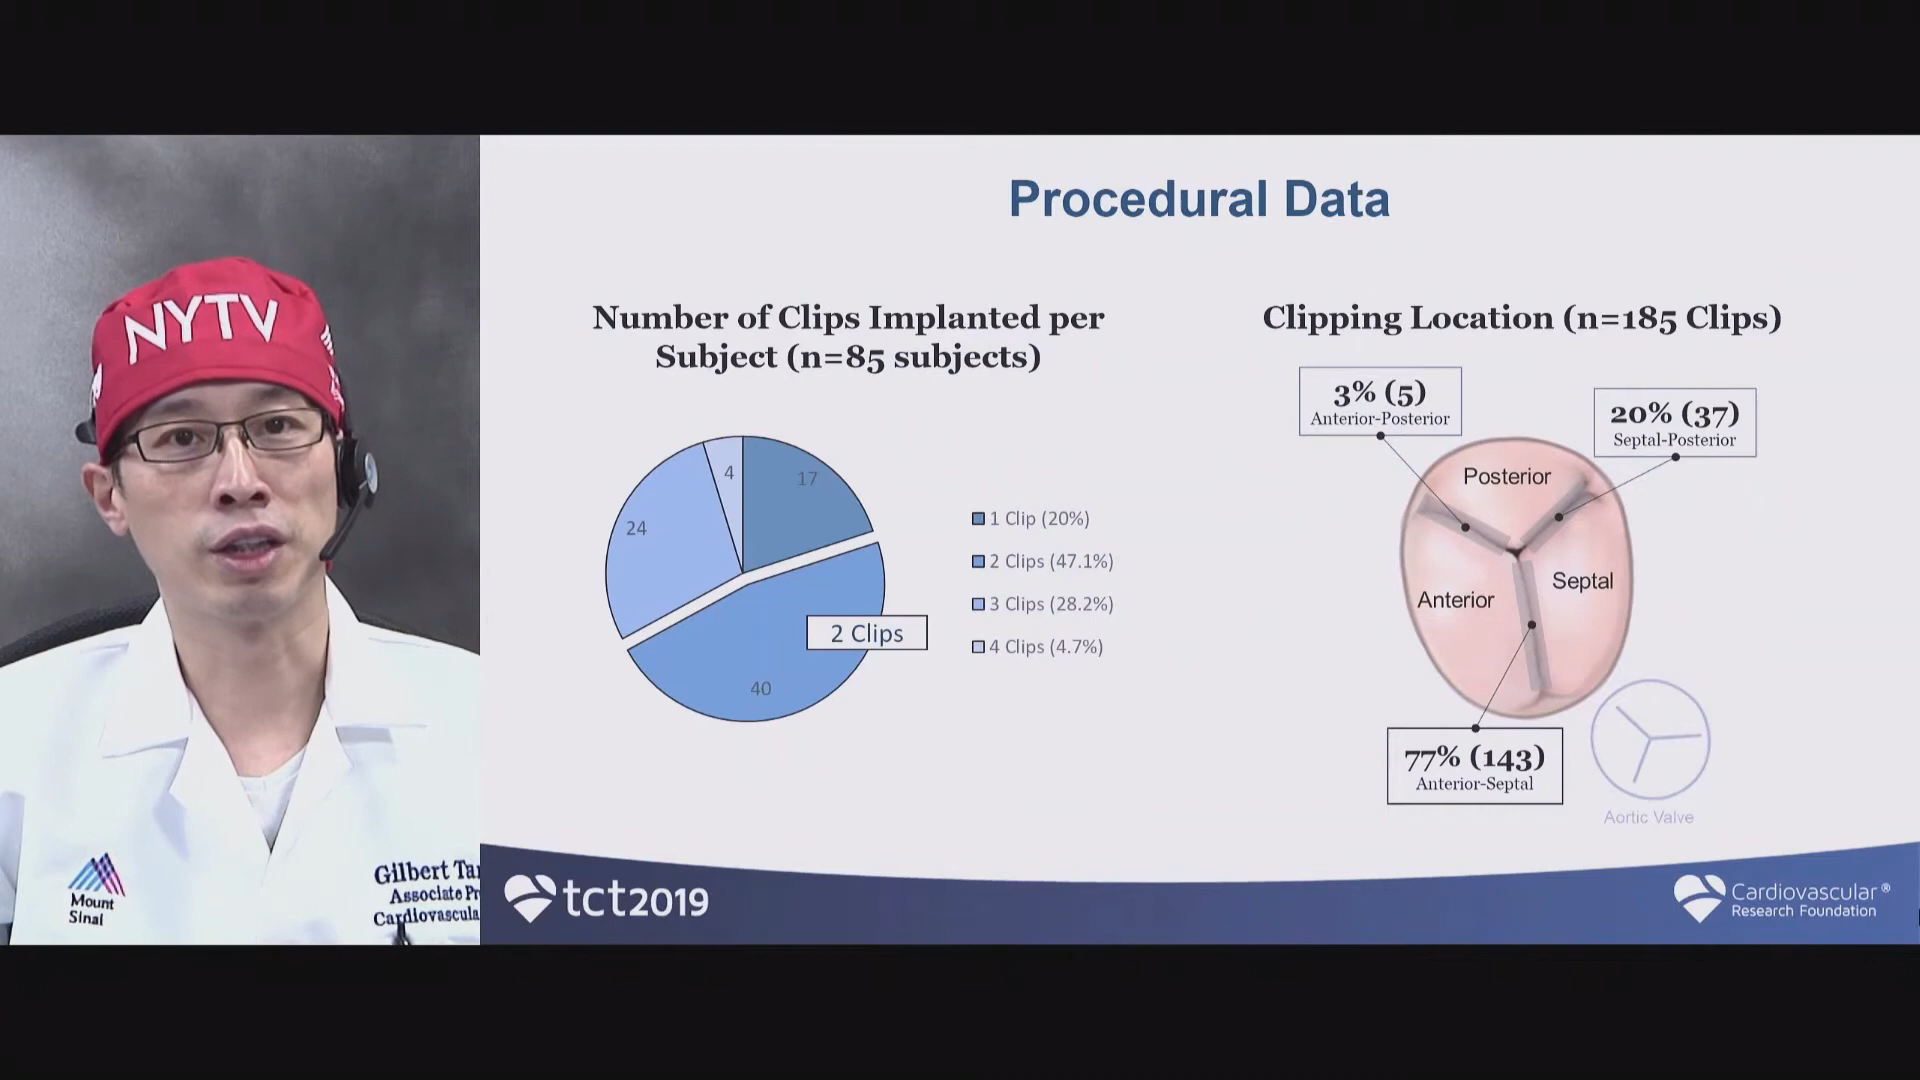 Procedural Data
Number of Clips Implanted per
Subject (n=85 subjects)
4
17
24
40
2 Clips
1 Clip (20%)
2 Clips (47.1%)
3 Clips (28.2%)
4 Clips (4.7%)
Clipping Location (n=185 Clips)
3% (5)
Anterior-Posterior
20% (37)
Septal-Posterior
Posterior
Anterior
Septal
77% (143)
Anterior-Septal
Aortic Valve
NYTV
Mount
Sinai
Gilbert Ta
Associate Pr
Cardiovascula
tct2019
Cardiovascular®
Research Foundation